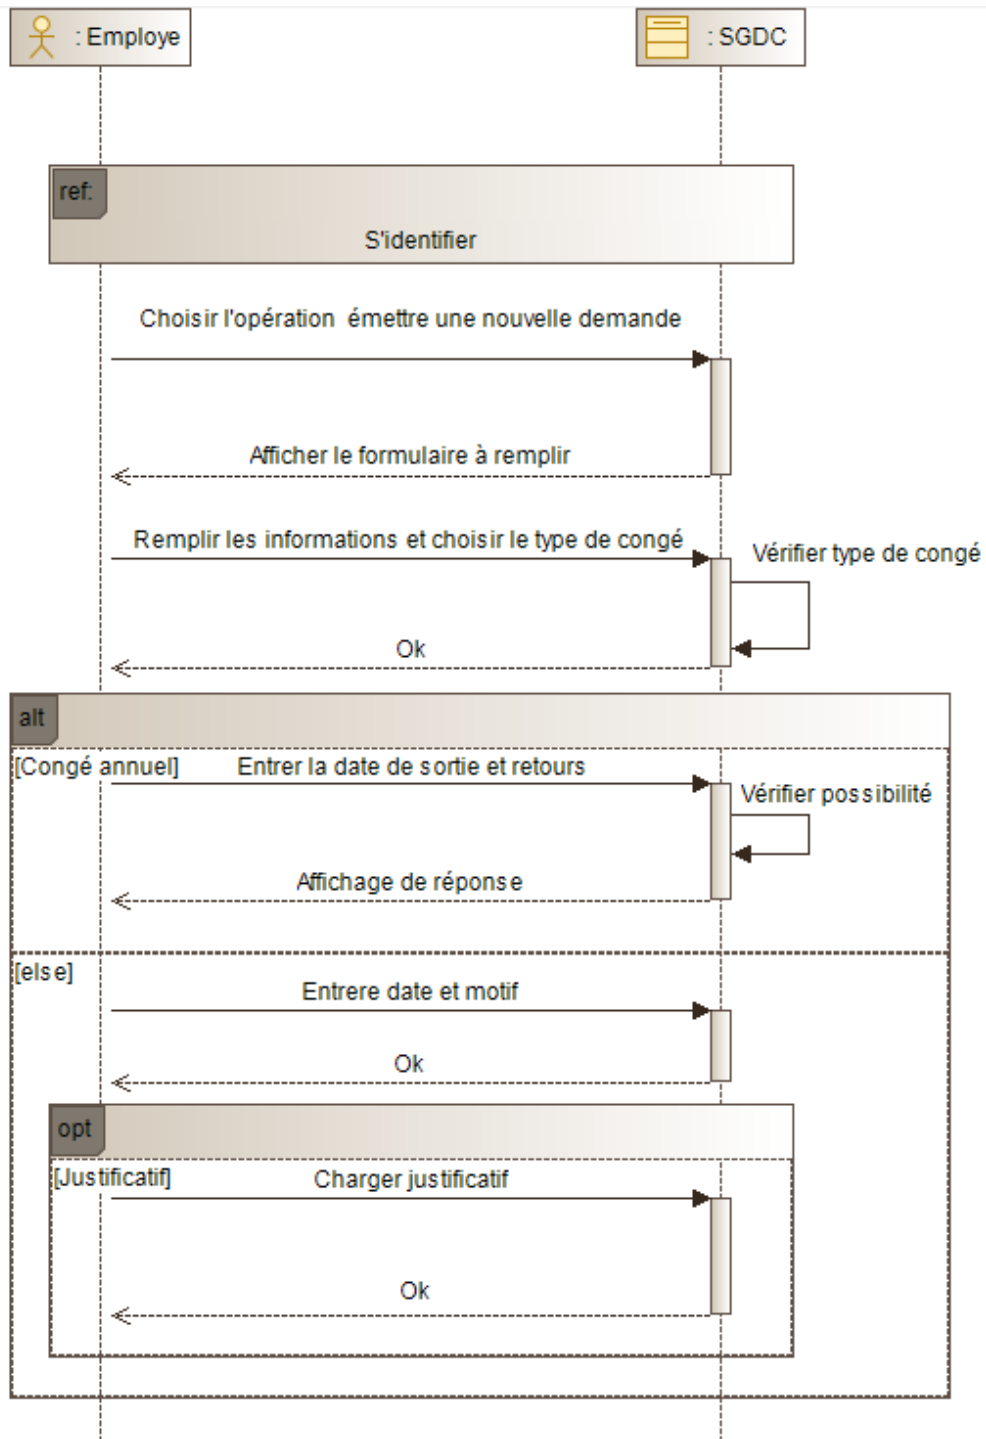 : Employe
: SGDC
ref:
S'identifier
Choisir l'opération émettre une nouvelle demande
Afficher le formulaire à remplir
Remplir les informations et choisir le type de congé
Vérifier type de congé
Ok
alt
[Congé annuel]
Entrer la date de sortie et retours
Vérifier possibilité
Affichage de réponse
[else]
Entrere date et motif
Ok
opt
[Justificatif]
Charger justificatif
Ok